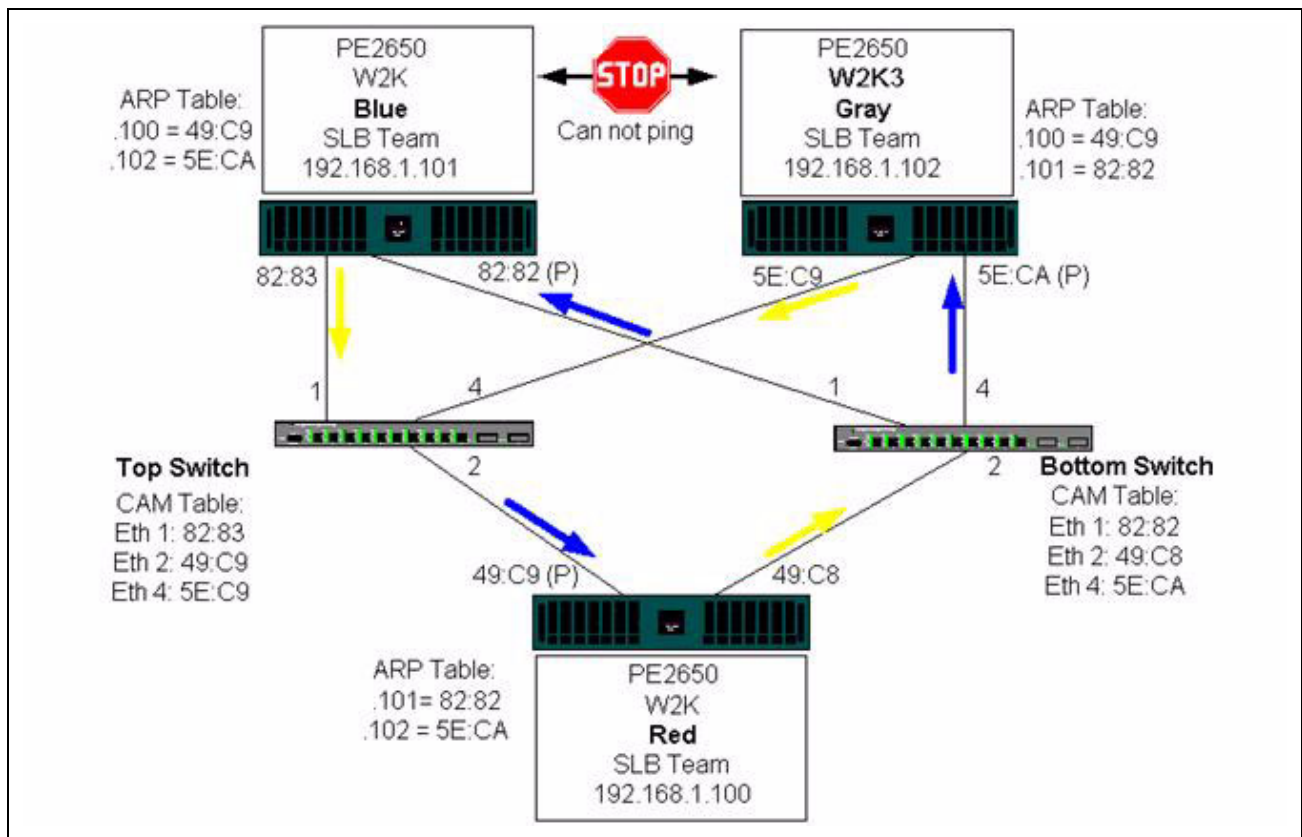 PE2650
W2K
Blue
SLB Team
192.168.1.101
ARP Table:
.100 = 49:C9
.102 = 5E:CA
STOP
Can not ping
PE2650
W2K3
Gray
SLB Team
192.168.1.102
ARP Table:
.100 = 49:C9
.101 = 82:82
82:83
82:82 (P)
5E:C9
5E:CA (P)
1
4
1
4
2
2
Top Switch
CAM Table:
Eth 1: 82:83
Eth 2: 49:C9
Eth 4: 5E:C9
Bottom Switch
CAM Table:
Eth 1: 82:82
Eth 2: 49:C8
Eth 4: 5E:CA
49:C9 (P)
49:C8
ARP Table:
.101= 82:82
.102 = 5E:CA
PE2650
W2K
Red
SLB Team
192.168.1.100